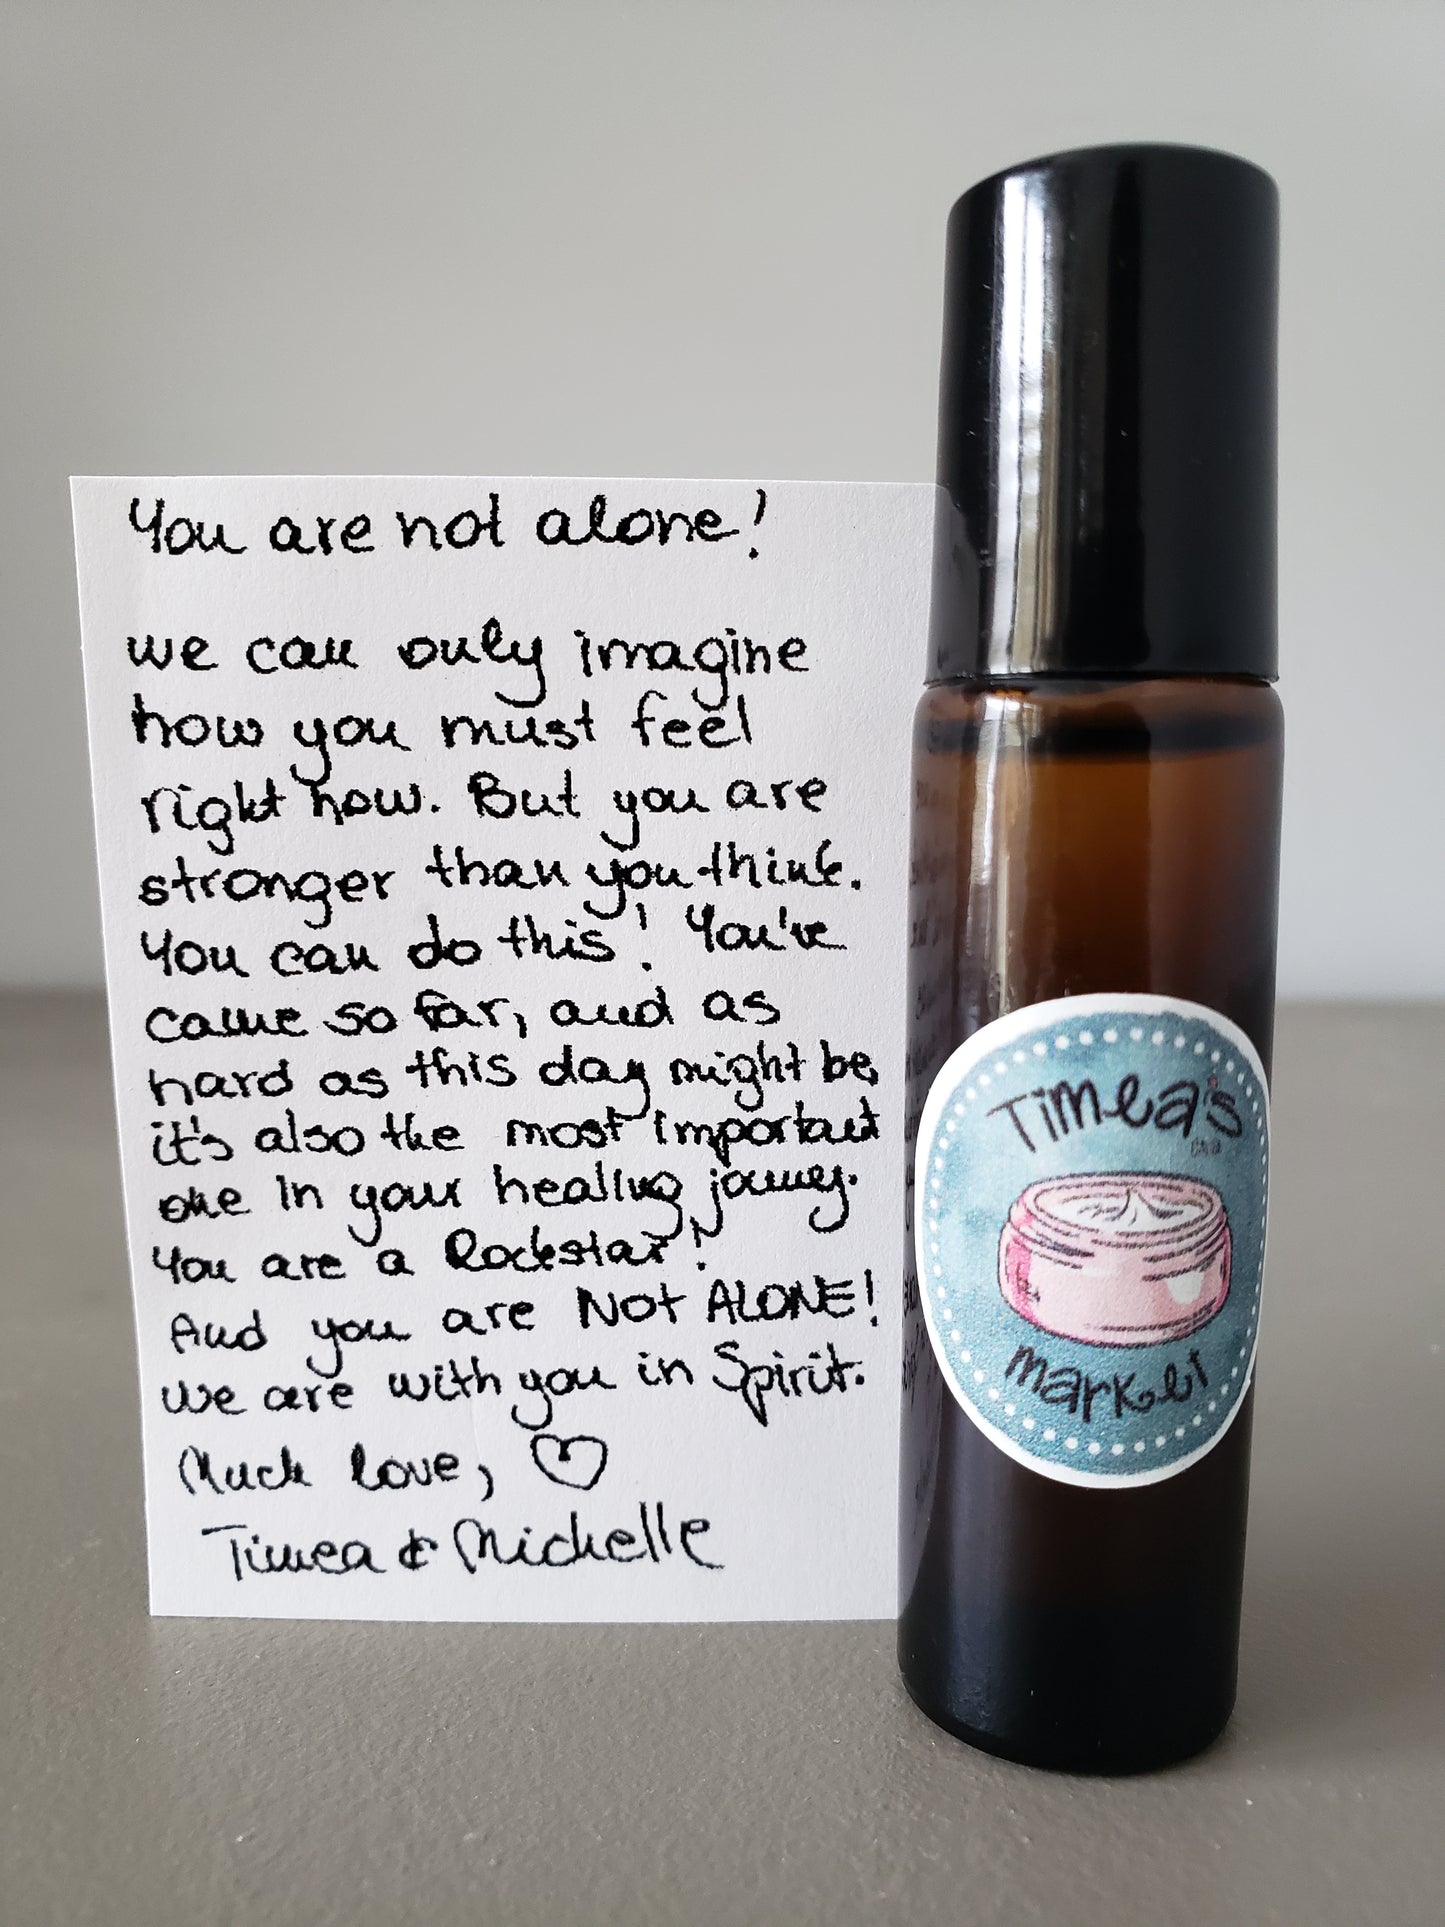 You are not alone!
we can only imagine
how you must feel
right now. But you are
stronger than you think.
You can do this! You've
came so far, and as
hard as this day might be,
it's also the most important
one in your healing journey.
You are a Rockstar!
And you are NOT ALONE!
we are with you in Spirit.
Much love, ♡
Timea & Michelle
Timea's
market